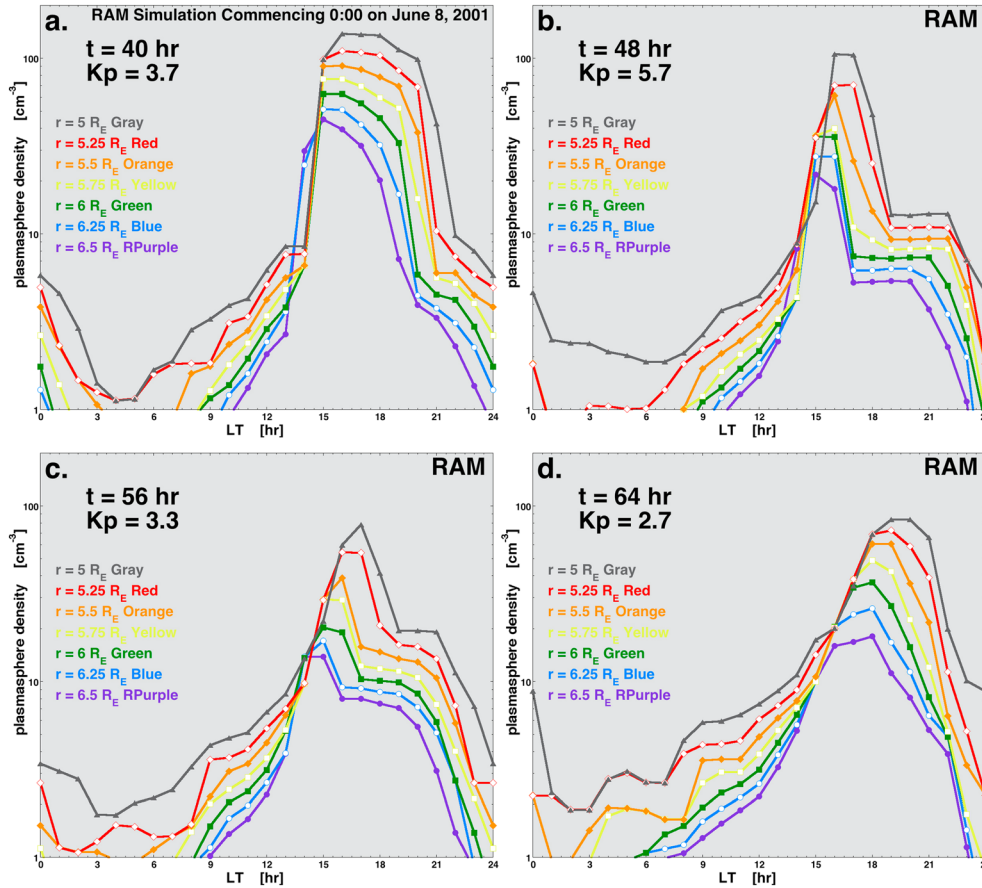 a. RAM Simulation Commencing 0:00 on June 8, 2001
t = 40 hr
Kp = 3.7
100
10
1
plaemasphere density [cm-3]
r = 5 RE Gray
r = 5.25 RE Red
r = 5.5 RE Orange
r = 5.75 RE Yellow
r = 6 RE Green
r = 6.25 RE Blue
r = 6.5 RE RPurple
0 3 6 9 12 15 18 21 24
LT [hr]
b. RAM
t = 48 hr
Kp = 5.7
100
10
1
plaemasphere density [cm-3]
r = 5 RE Gray
r = 5.25 RE Red
r = 5.5 RE Orange
r = 5.75 RE Yellow
r = 6 RE Green
r = 6.25 RE Blue
r = 6.5 RE RPurple
0 3 6 9 12 15 18 21 24
LT [hr]
c. RAM
t = 56 hr
Kp = 3.3
100
10
1
plaemasphere density [cm-3]
r = 5 RE Gray
r = 5.25 RE Red
r = 5.5 RE Orange
r = 5.75 RE Yellow
r = 6 RE Green
r = 6.25 RE Blue
r = 6.5 RE RPurple
0 3 6 9 12 15 18 21 24
LT [hr]
d. RAM
t = 64 hr
Kp = 2.7
100
10
1
plaemasphere density [cm-3]
r = 5 RE Gray
r = 5.25 RE Red
r = 5.5 RE Orange
r = 5.75 RE Yellow
r = 6 RE Green
r = 6.25 RE Blue
r = 6.5 RE RPurple
0 3 6 9 12 15 18 21 24
LT [hr]